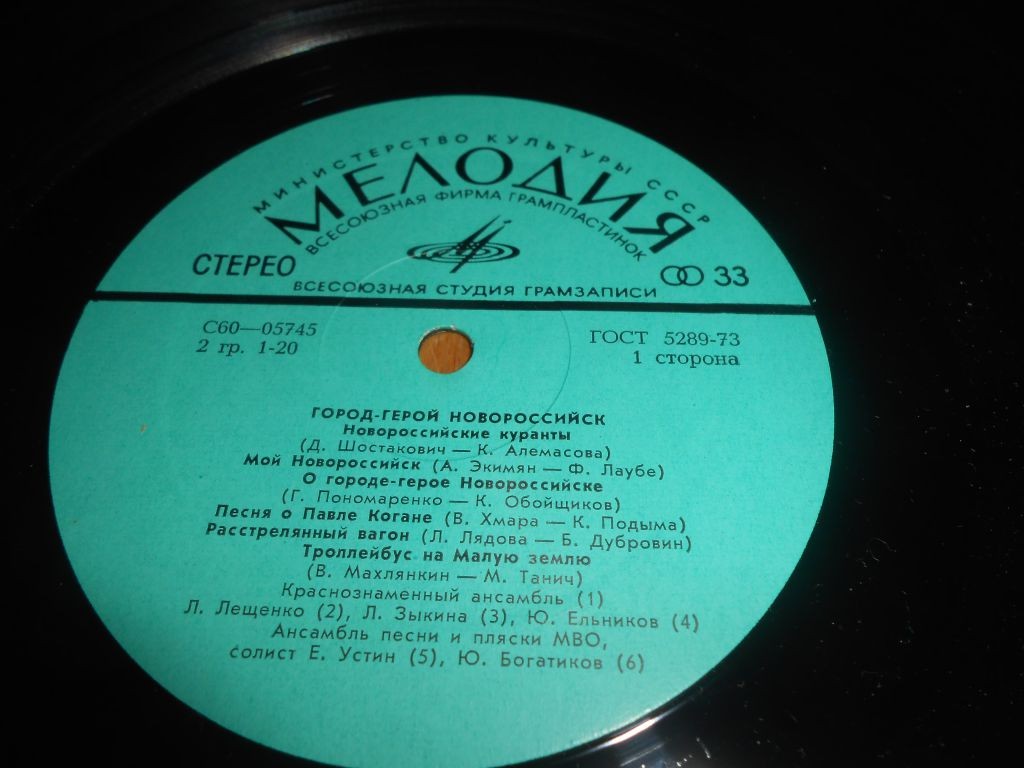 МИНИСТЕРСТВО КУЛЬТУРЫ СССР
МЕЛОДИЯ
ВСЕСОЮЗНАЯ ФИРМА ГРАМПЛАСТИНОК
СТЕРЕО
33
ВСЕСОЮЗНАЯ СТУДИЯ ГРАМЗАПИСИ
С60—05745
ГОСТ 5289-73
2 гр. 1-20
1 сторона
ГОРОД-ГЕРОЙ НОВОРОССИЙСК
Новороссийские куранты
(Д. Шостакович — К. Алемасова)
Мой Новороссийск (А. Экимян — Ф. Лаубе)
О городе-герое Новороссийске
(Г. Пономаренко — К. Обойщиков)
Песня о Павле Когане (В. Хмара — К. Подыма)
Расстрелянный вагон (Л. Лядова — Б. Дубровин)
Троллейбус на Малую землю
(В. Махлянкин — М. Танич)
Краснознаменный ансамбль (1)
Л. Лещенко (2), Л. Зыкина (3), Ю. Ельников (4)
Ансамбль песни и пляски МВО,
солист Е. Устин (5), Ю. Богатиков (6)